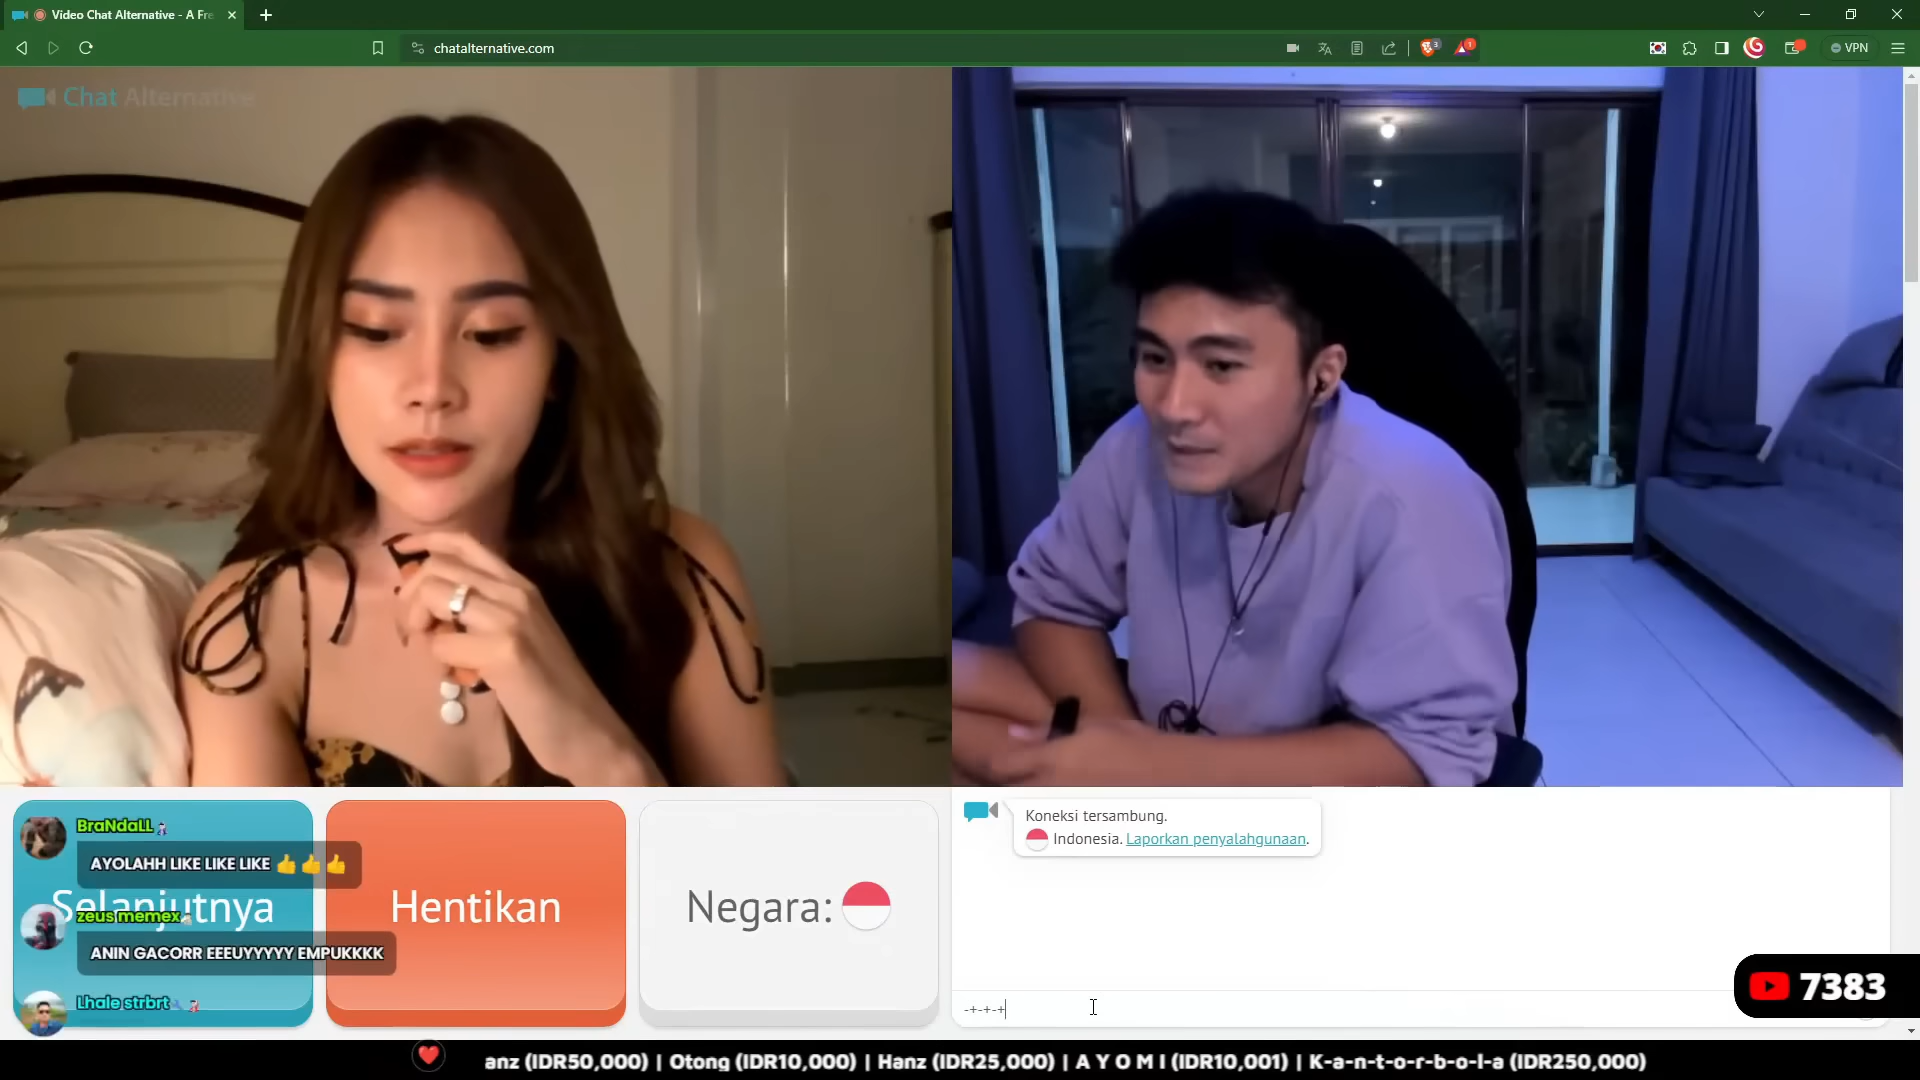 Video Chat Alternative - A Fre
chatalternative.com
3
1
VPN
Chat Alternative
BraNdaLL
AYOLAHH LIKE LIKE LIKE 👍👍👍
Selanjutnya
zeus memex
ANIN GACORR EEEUYYYYY EMPUKKKK
Lhale strbrt
Hentikan
Negara:
Koneksi tersambung.
Indonesia. Laporkan penyalahgunaan.
-+-+-+
7383
anz (IDR50,000) | Otong (IDR10,000) | Hanz (IDR25,000) | A Y O M I (IDR10,001) | K-a-n-t-o-r-b-o-l-a (IDR250,000)